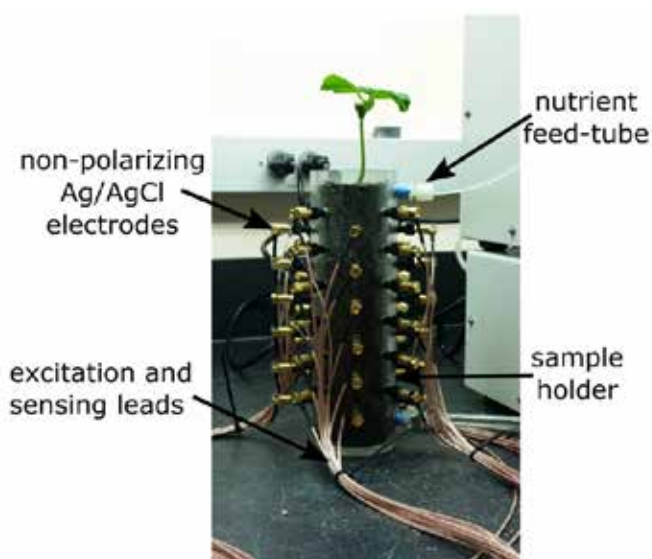 nutrient
feed-tube
non-polarizing
Ag/AgCl
electrodes
excitation and
sensing leads
sample
holder